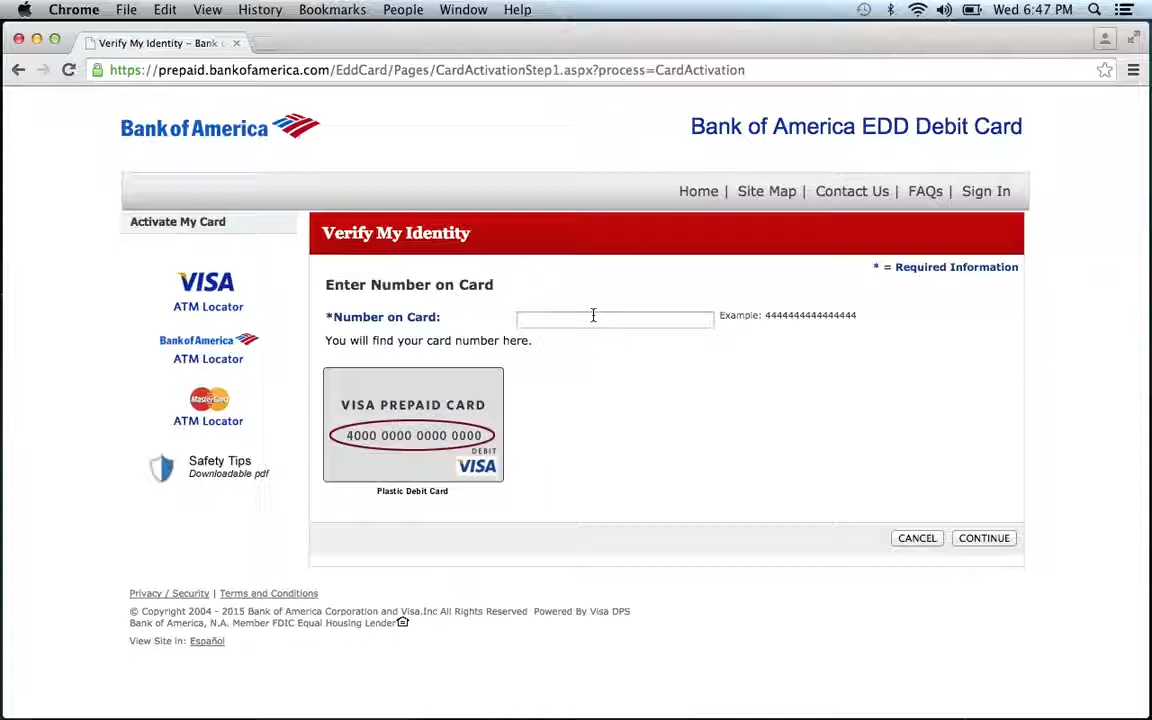 Chrome File Edit View History Bookmarks People Window Help Wed 6:47 PM
Verify My Identity – Bank
https://prepaid.bankofamerica.com/EddCard/Pages/CardActivationStep1.aspx?process=CardActivation
Bank of America
Bank of America EDD Debit Card
Home | Site Map | Contact Us | FAQs | Sign In
Activate My Card
Verify My Identity
* = Required Information
VISA
ATM Locator
Bank of America
ATM Locator
MasterCard
ATM Locator
Safety Tips
Downloadable pdf
Enter Number on Card
*Number on Card:
Example: 4444444444444444
You will find your card number here.
VISA PREPAID CARD
4000 0000 0000 0000
DEBIT
VISA
Plastic Debit Card
CANCEL CONTINUE
Privacy / Security | Terms and Conditions
© Copyright 2004 - 2015 Bank of America Corporation and Visa.Inc All Rights Reserved Powered By Visa DPS
Bank of America, N.A. Member FDIC Equal Housing Lender
View Site in: Español